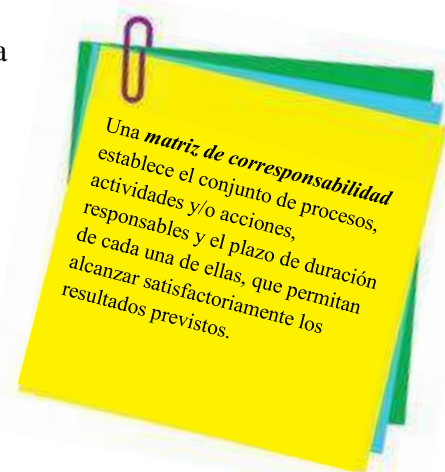 a
Una matriz de corresponsabilidad
establece el conjunto de procesos,
actividades y/o acciones,
responsables y el plazo de duración
de cada una de ellas, que permitan
alcanzar satisfactoriamente los
resultados previstos.